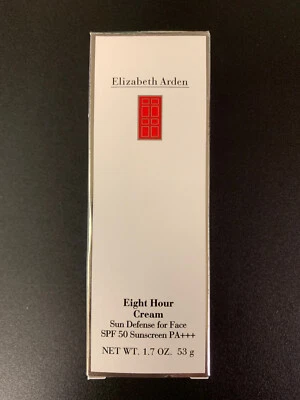 Elizabeth Arden
Eight Hour
Cream
Sun Defense for Face
SPF 50 Sunscreen PA+++
NET WT. 1.7 OZ. 53 g